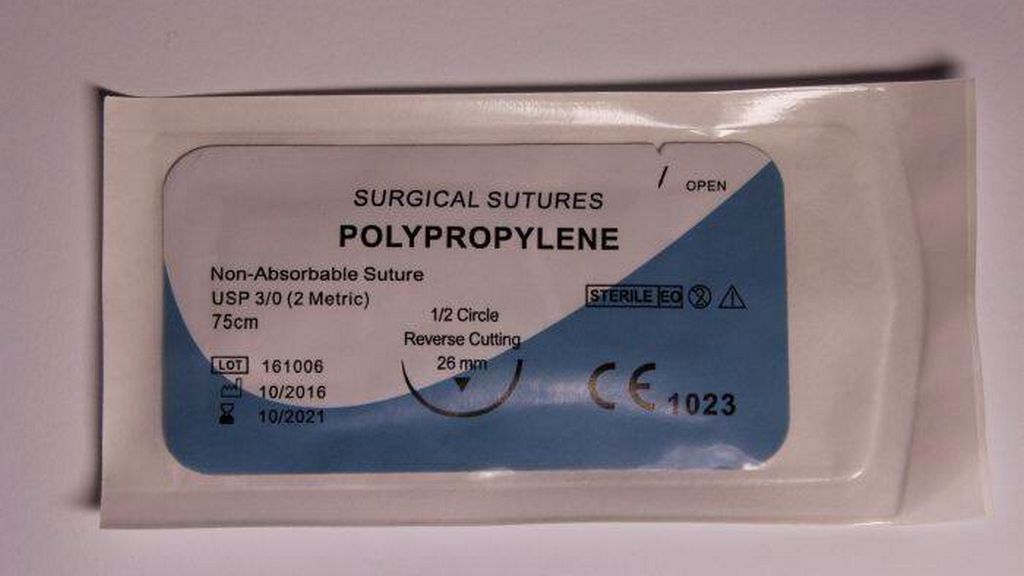 OPEN
SURGICAL SUTURES
POLYPROPYLENE
Non-Absorbable Suture
USP 3/0 (2 Metric)
75cm
STERILE EO 2
1/2 Circle
Reverse Cutting
26 mm
LOT 161006
10/2016
10/2021
CE 1023